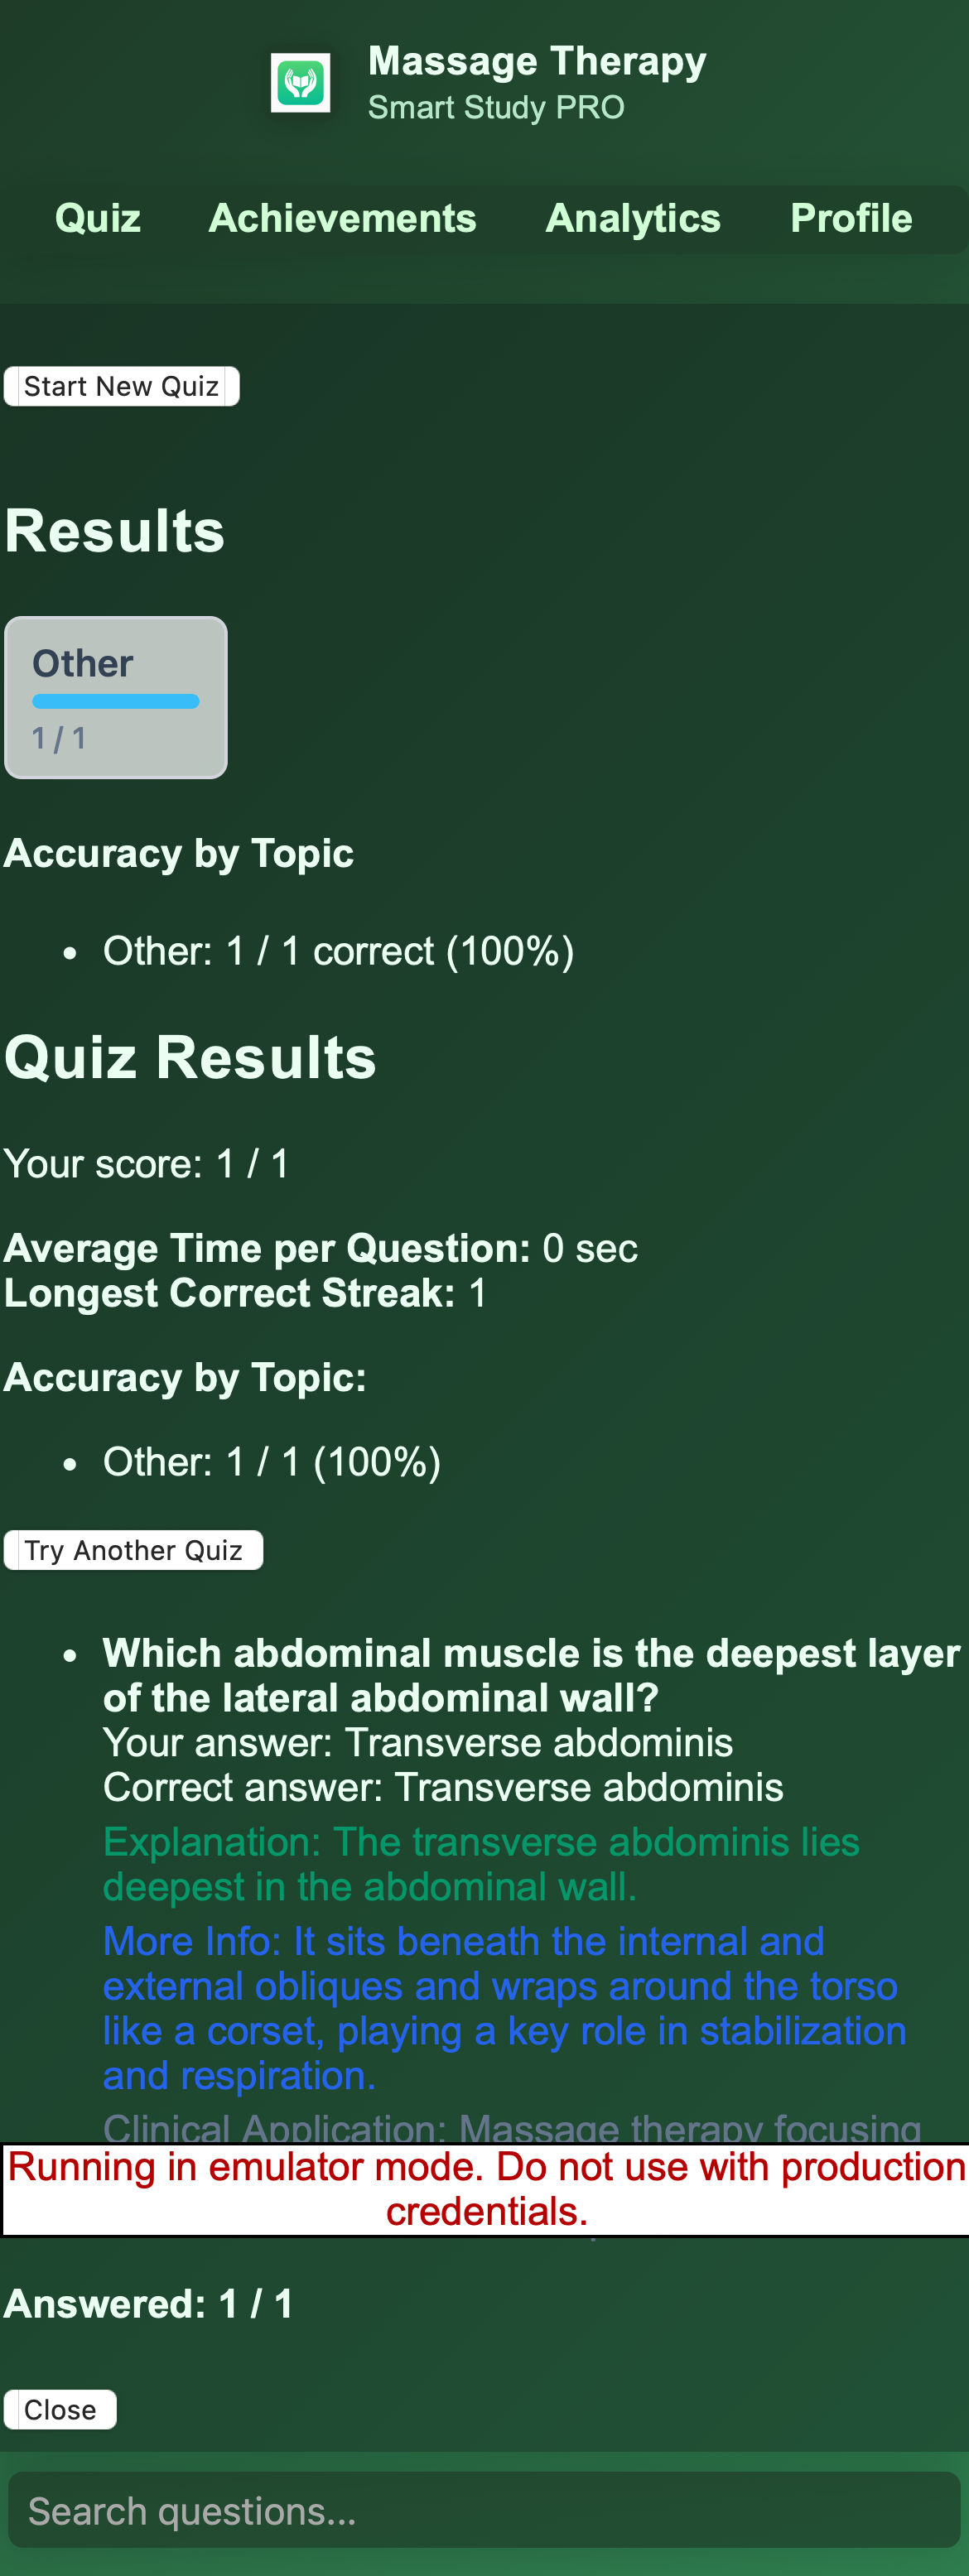 Massage Therapy
Smart Study PRO
Quiz Achievements Analytics Profile
Start New Quiz
Results
Other
1 / 1
Accuracy by Topic
• Other: 1 / 1 correct (100%)
Quiz Results
Your score: 1 / 1
Average Time per Question: 0 sec
Longest Correct Streak: 1
Accuracy by Topic:
• Other: 1 / 1 (100%)
Try Another Quiz
• Which abdominal muscle is the deepest layer
of the lateral abdominal wall?
Your answer: Transverse abdominis
Correct answer: Transverse abdominis
Explanation: The transverse abdominis lies
deepest in the abdominal wall.
More Info: It sits beneath the internal and
external obliques and wraps around the torso
like a corset, playing a key role in stabilization
and respiration.
Clinical Application: Massage therapy focusing
Running in emulator mode. Do not use with production
credentials.
Answered: 1 / 1
Close
Search questions...